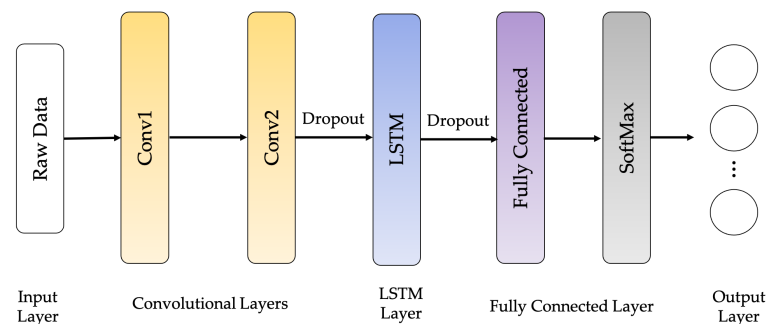 Raw Data
Conv1
Conv2
Dropout
LSTM
Dropout
Fully Connected
SoftMax
...
Input
Layer
Convolutional Layers
LSTM
Layer
Fully Connected Layer
Output
Layer